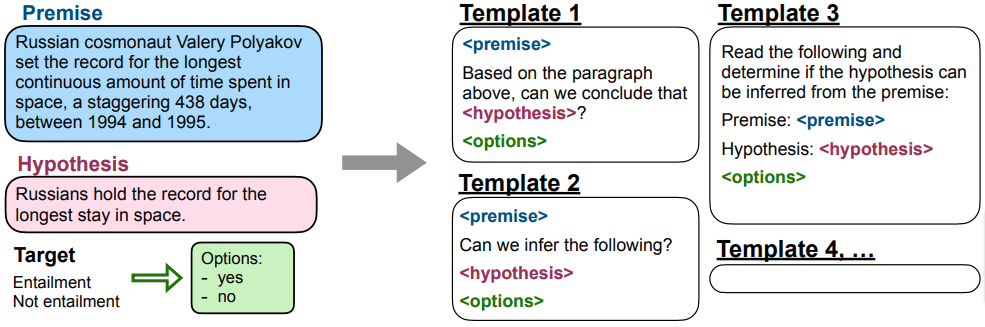 Premise
Russian cosmonaut Valery Polyakov
set the record for the longest
continuous amount of time spent in
space, a staggering 438 days,
between 1994 and 1995.
Hypothesis
Russians hold the record for the
longest stay in space.
Target
Entailment
Not entailment
Options:
- yes
- no
Template 1
<premise>
Based on the paragraph
above, can we conclude that
<hypothesis>?
<options>
Template 2
<premise>
Can we infer the following?
<hypothesis>
<options>
Template 3
Read the following and
determine if the hypothesis can
be inferred from the premise:
Premise: <premise>
Hypothesis: <hypothesis>
<options>
Template 4, …